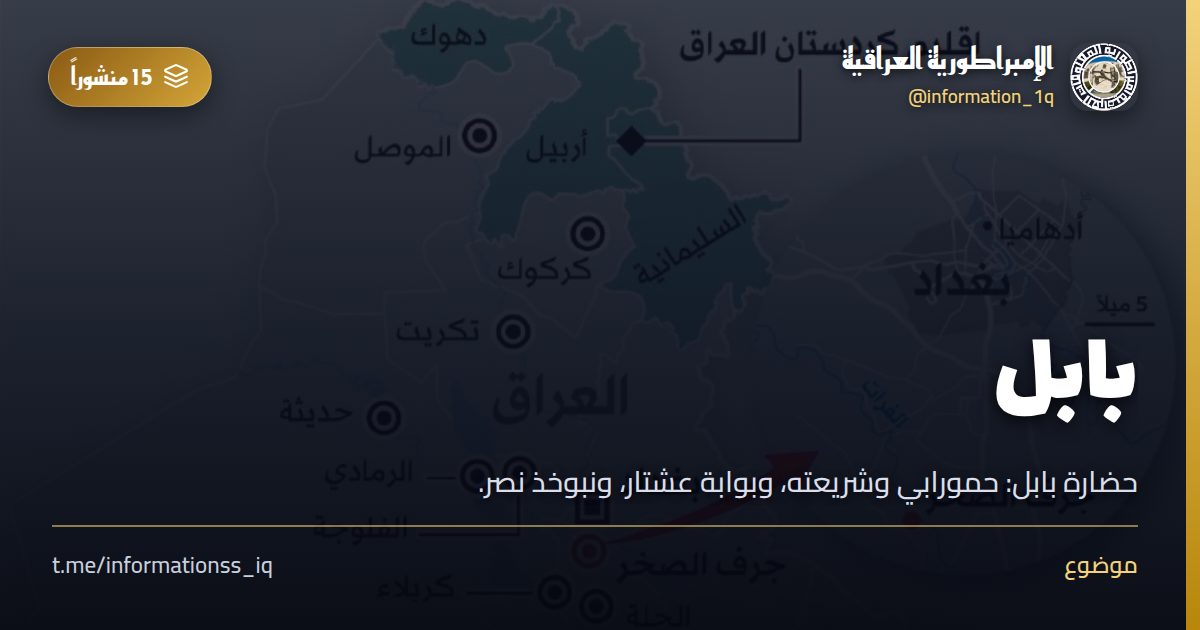 الإمبراطورية العراقية
@information_1q
15 منشوراً
دهوك
إقليم كردستان العراق
الموصل
أربيل
السليمانية
كركوك
أدهاميا
بغداد
5 ميلاً
تكريت
العراق
الفرات
حديثة
الرمادي
بابل
حضارة بابل: حمورابي وشريعته، وبوابة عشتار، ونبوخذ نصر.
الفلوجة
جرف الصخر
كربلاء
الحلة
موضوع
t.me/informationss_iq